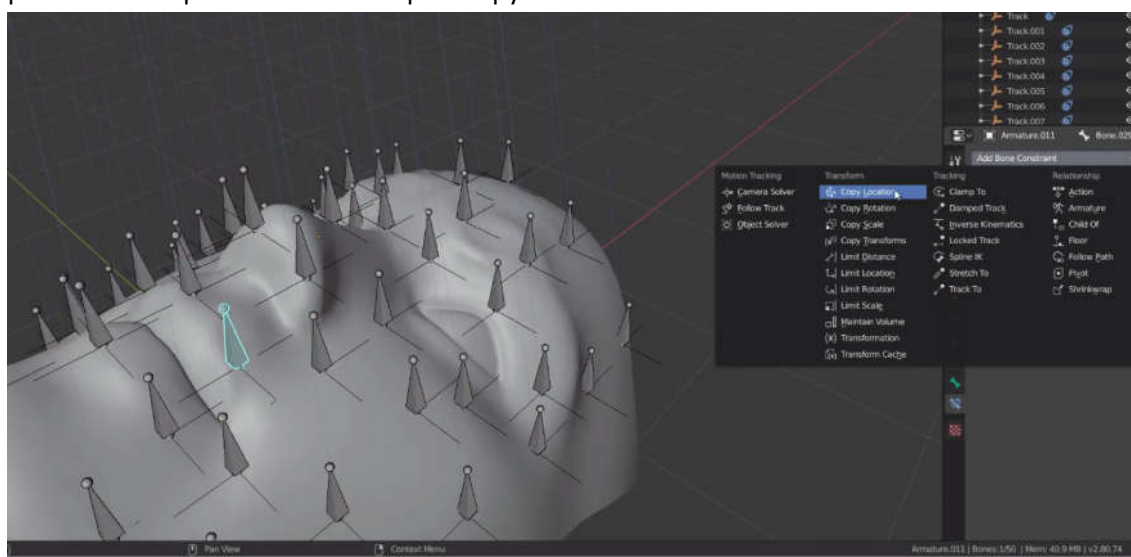 Track
Track.001
Track.002
Track.003
Track.004
Track.005
Track.006
Track.007
Armature.011
Bone.029
Add Bone Constraint
Motion Tracking
Camera Solver
Follow Track
Object Solver
Transform
Copy Location
Copy Rotation
Copy Scale
Copy Transforms
Limit Distance
Limit Location
Limit Rotation
Limit Scale
Maintain Volume
Transformation
Transform Cache
Tracking
Clamp To
Damped Track
Inverse Kinematics
Locked Track
Spline IK
Stretch To
Track To
Relationship
Action
Armature
Child Of
Floor
Follow Path
Pivot
Shrinkwrap
Pan View
Context Menu
Armature.011 | Bones:1/50 | Mem: 40.9 MB | v2.80.74